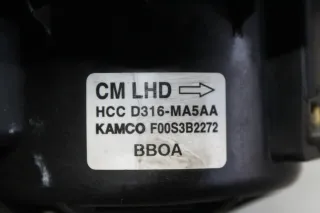 CM LHD ⇨
HCC D316-MA5AA
KAMCO F00S3B2272
BBOA